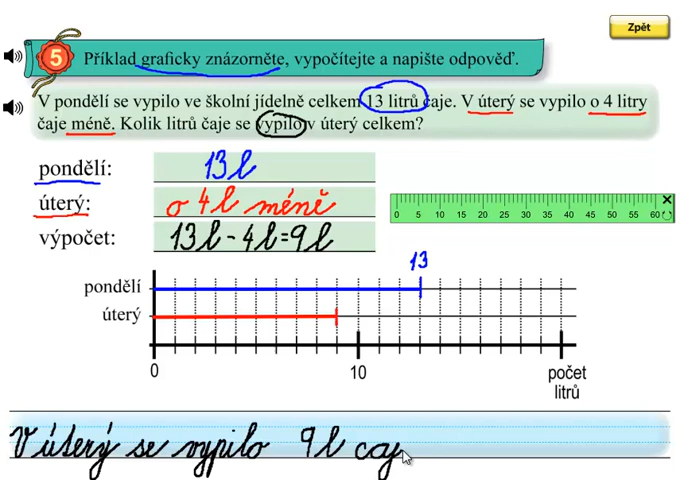 Zpět
5 Příklad graficky znázorněte, vypočítejte a napište odpověď.
V pondělí se vypilo ve školní jídelně celkem 13 litrů čaje. V úterý se vypilo o 4 litry
čaje méně. Kolik litrů čaje se vypilo v úterý celkem?
pondělí: 13 l
úterý: o 4 l méně
výpočet: 13 l - 4 l = 9 l
0 5 10 15 20 25 30 35 40 45 50 55 60
13
pondělí
úterý
0 10 počet
litrů
V úterý se vypilo 9 l caj